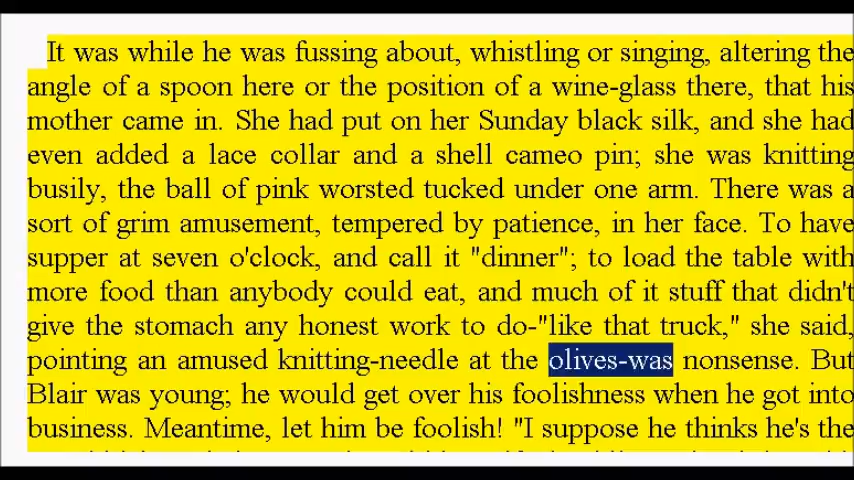 It was while he was fussing about, whistling or singing, altering the
angle of a spoon here or the position of a wine-glass there, that his
mother came in. She had put on her Sunday black silk, and she had
even added a lace collar and a shell cameo pin; she was knitting
busily, the ball of pink worsted tucked under one arm. There was a
sort of grim amusement, tempered by patience, in her face. To have
supper at seven o'clock, and call it "dinner"; to load the table with
more food than anybody could eat, and much of it stuff that didn't
give the stomach any honest work to do-"like that truck," she said,
pointing an amused knitting-needle at the olives-was nonsense. But
Blair was young; he would get over his foolishness when he got into
business. Meantime, let him be foolish! "I suppose he thinks he's the